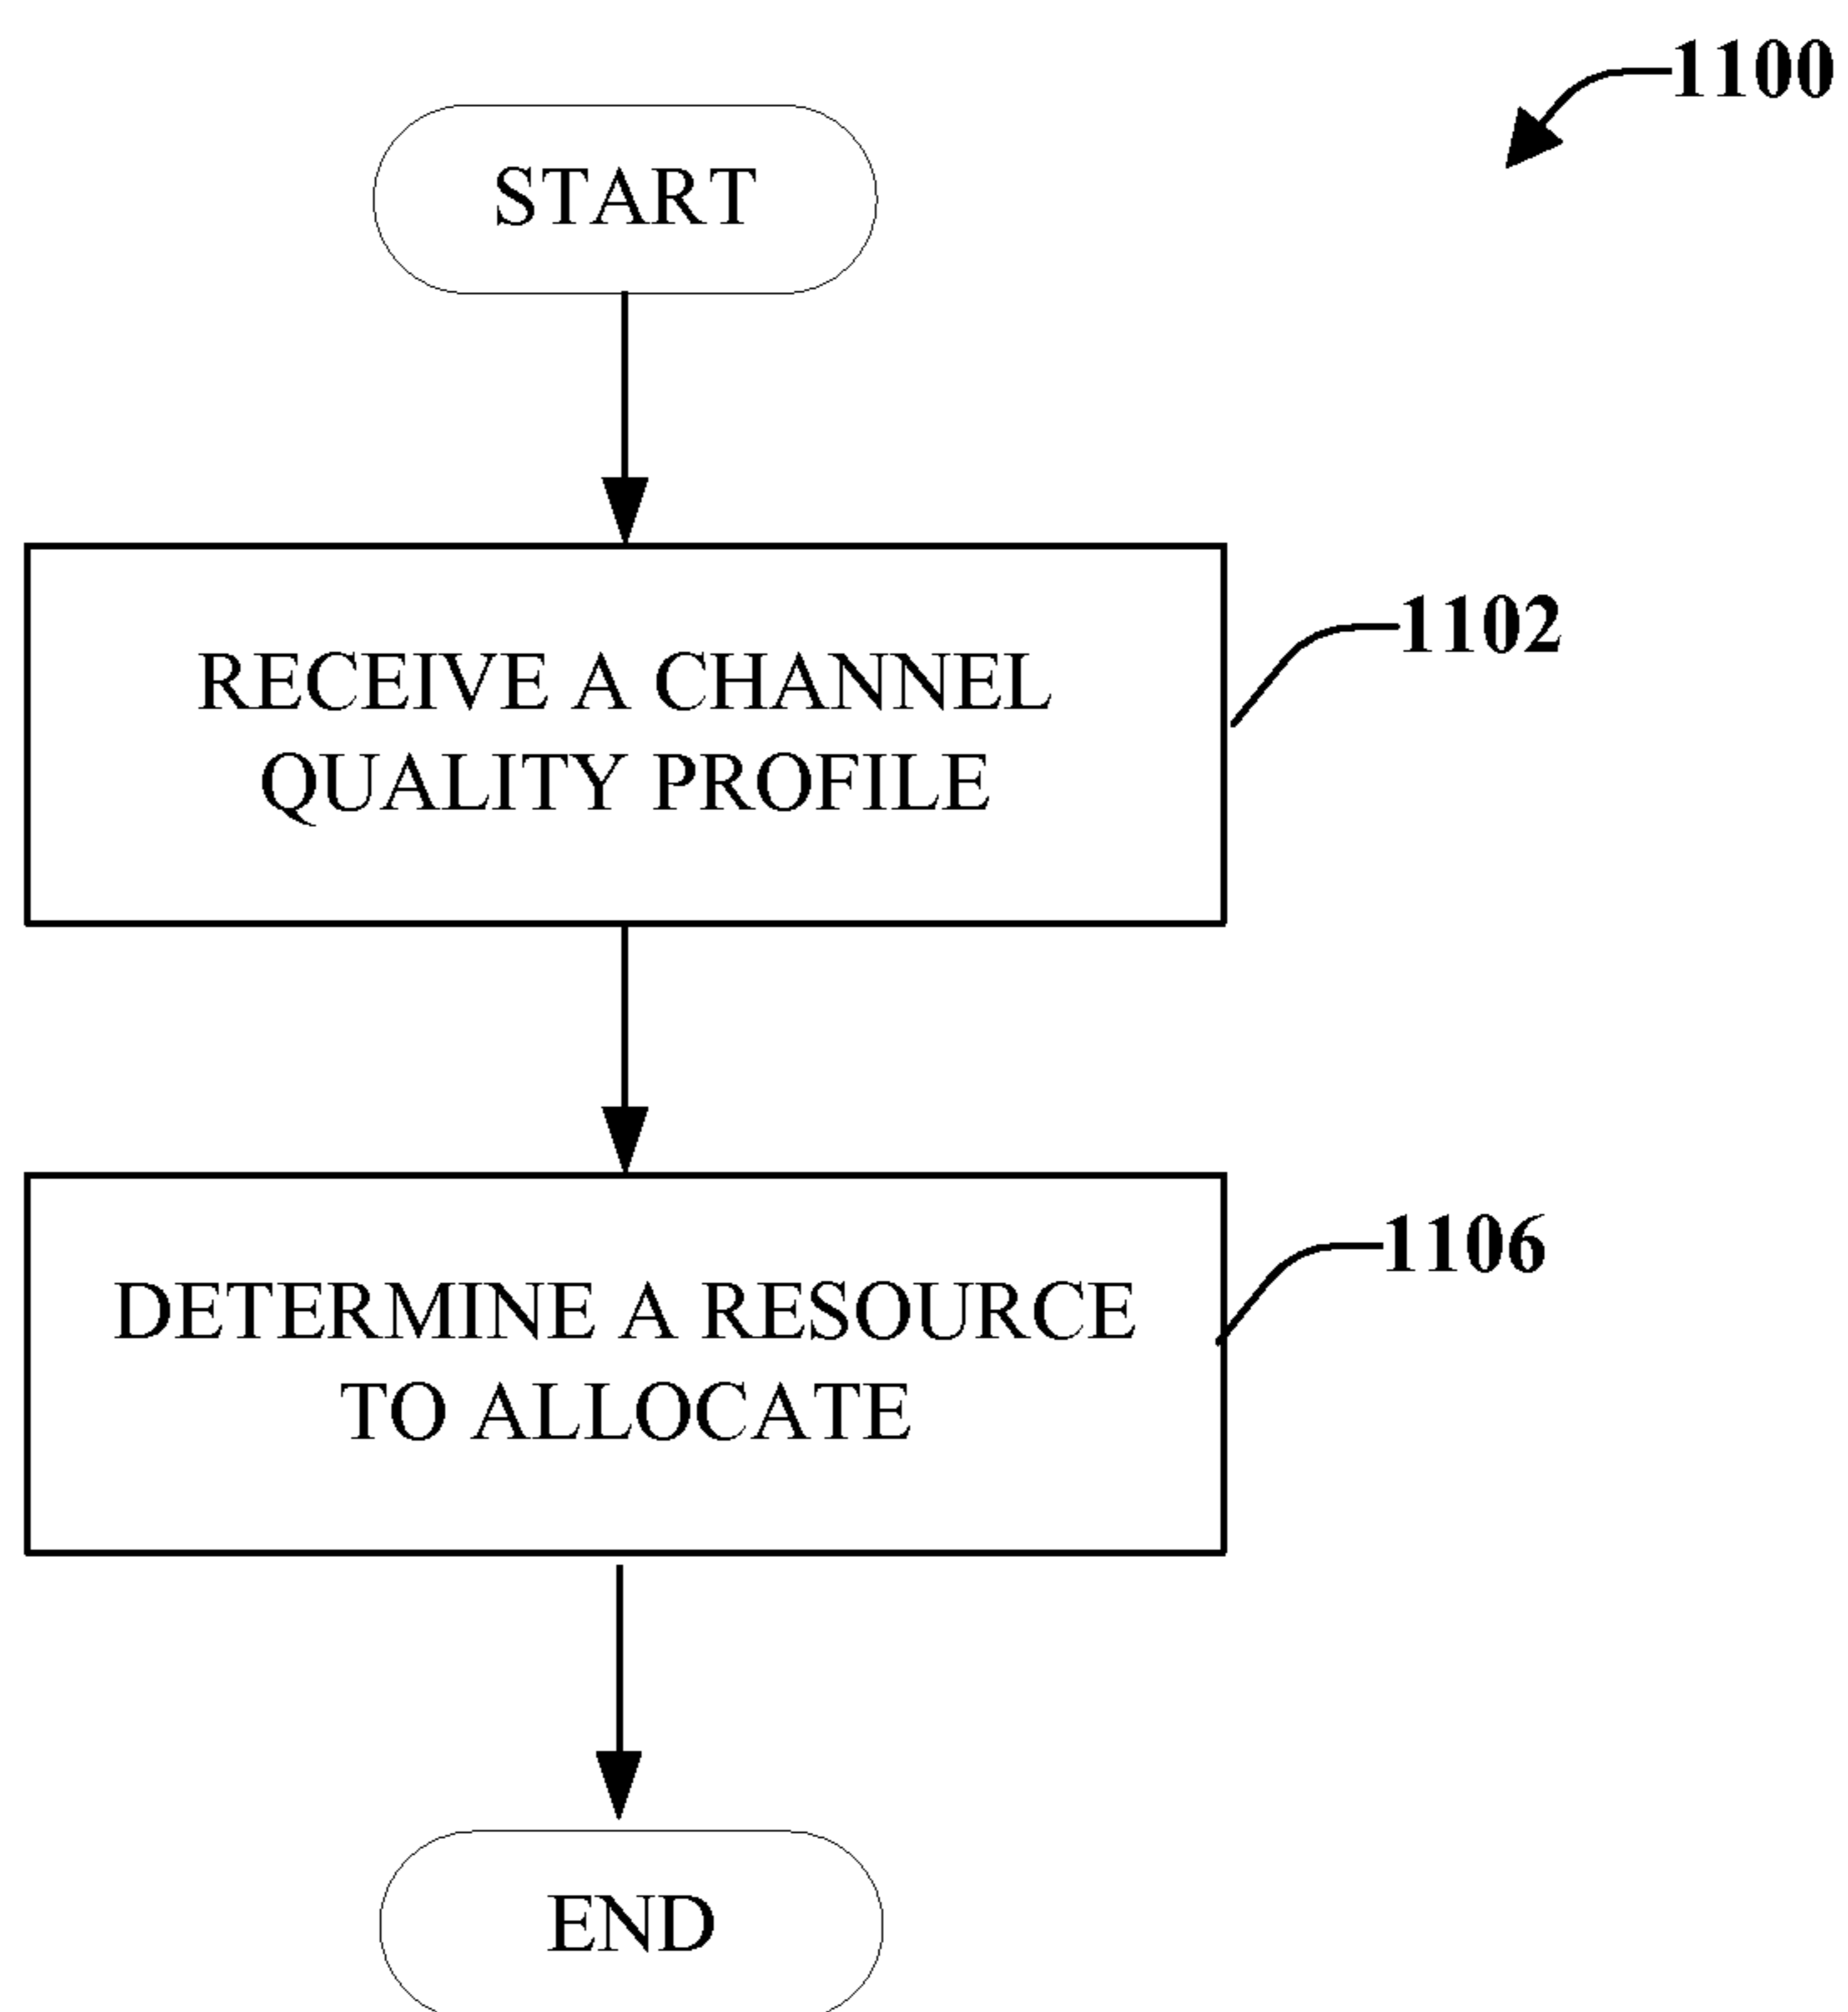 1100
START
RECEIVE A CHANNEL
QUALITY PROFILE
1102
DETERMINE A RESOURCE
TO ALLOCATE
1106
END